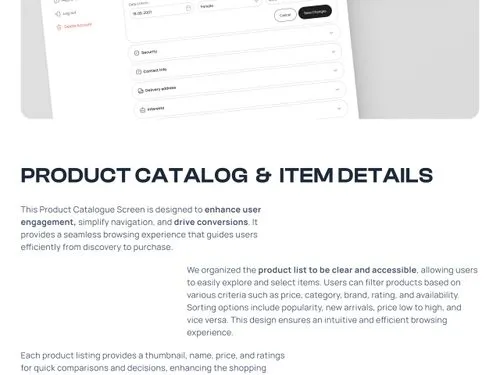 Log out
Delete Account
Date of Birth
18.05.2001
Female
Cancel
Save Changes
Security
Contact Info
Delivery address
Interests
PRODUCT CATALOG & ITEM DETAILS
This Product Catalogue Screen is designed to enhance user
engagement, simplify navigation, and drive conversions. It
provides a seamless browsing experience that guides users
efficiently from discovery to purchase.
We organized the product list to be clear and accessible, allowing users
to easily explore and select items. Users can filter products based on
various criteria such as price, category, brand, rating, and availability.
Sorting options include popularity, new arrivals, price low to high, and
vice versa. This design ensures an intuitive and efficient browsing
experience.
Each product listing provides a thumbnail, name, price, and ratings
for quick comparisons and decisions, enhancing the shopping